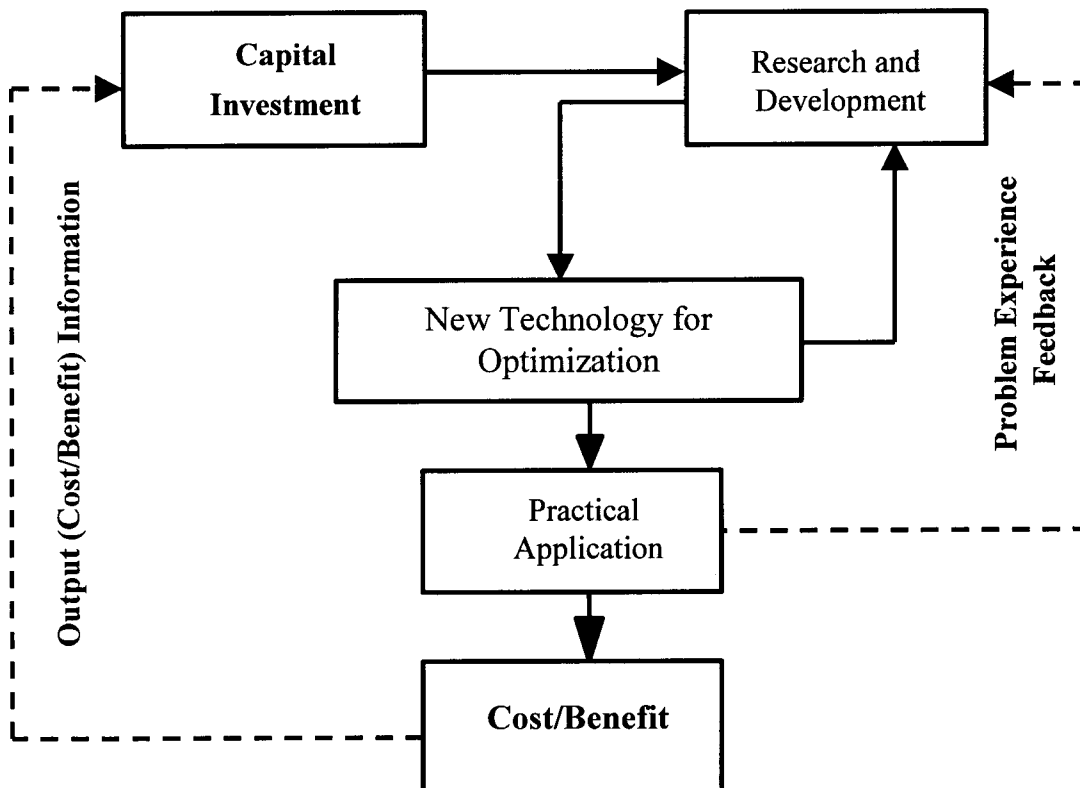 Capital
Investment
Research and
Development
Output (Cost/Benefit) Information
Problem Experience
Feedback
New Technology for
Optimization
Practical
Application
Cost/Benefit